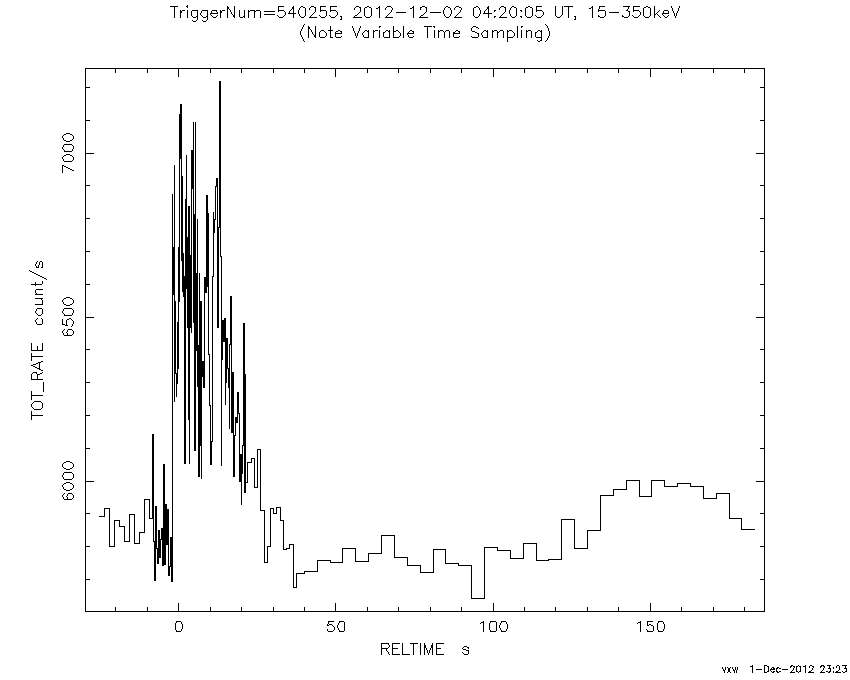 TriggerNum=540255, 2012-12-02 04:20:05 UT, 15-350keV
(Note Variable Time Sampling)
7000
6500
6000
TOT_RATE count/s
0 50 100 150
RELTIME s
vxw 1-Dec-2012 23:23